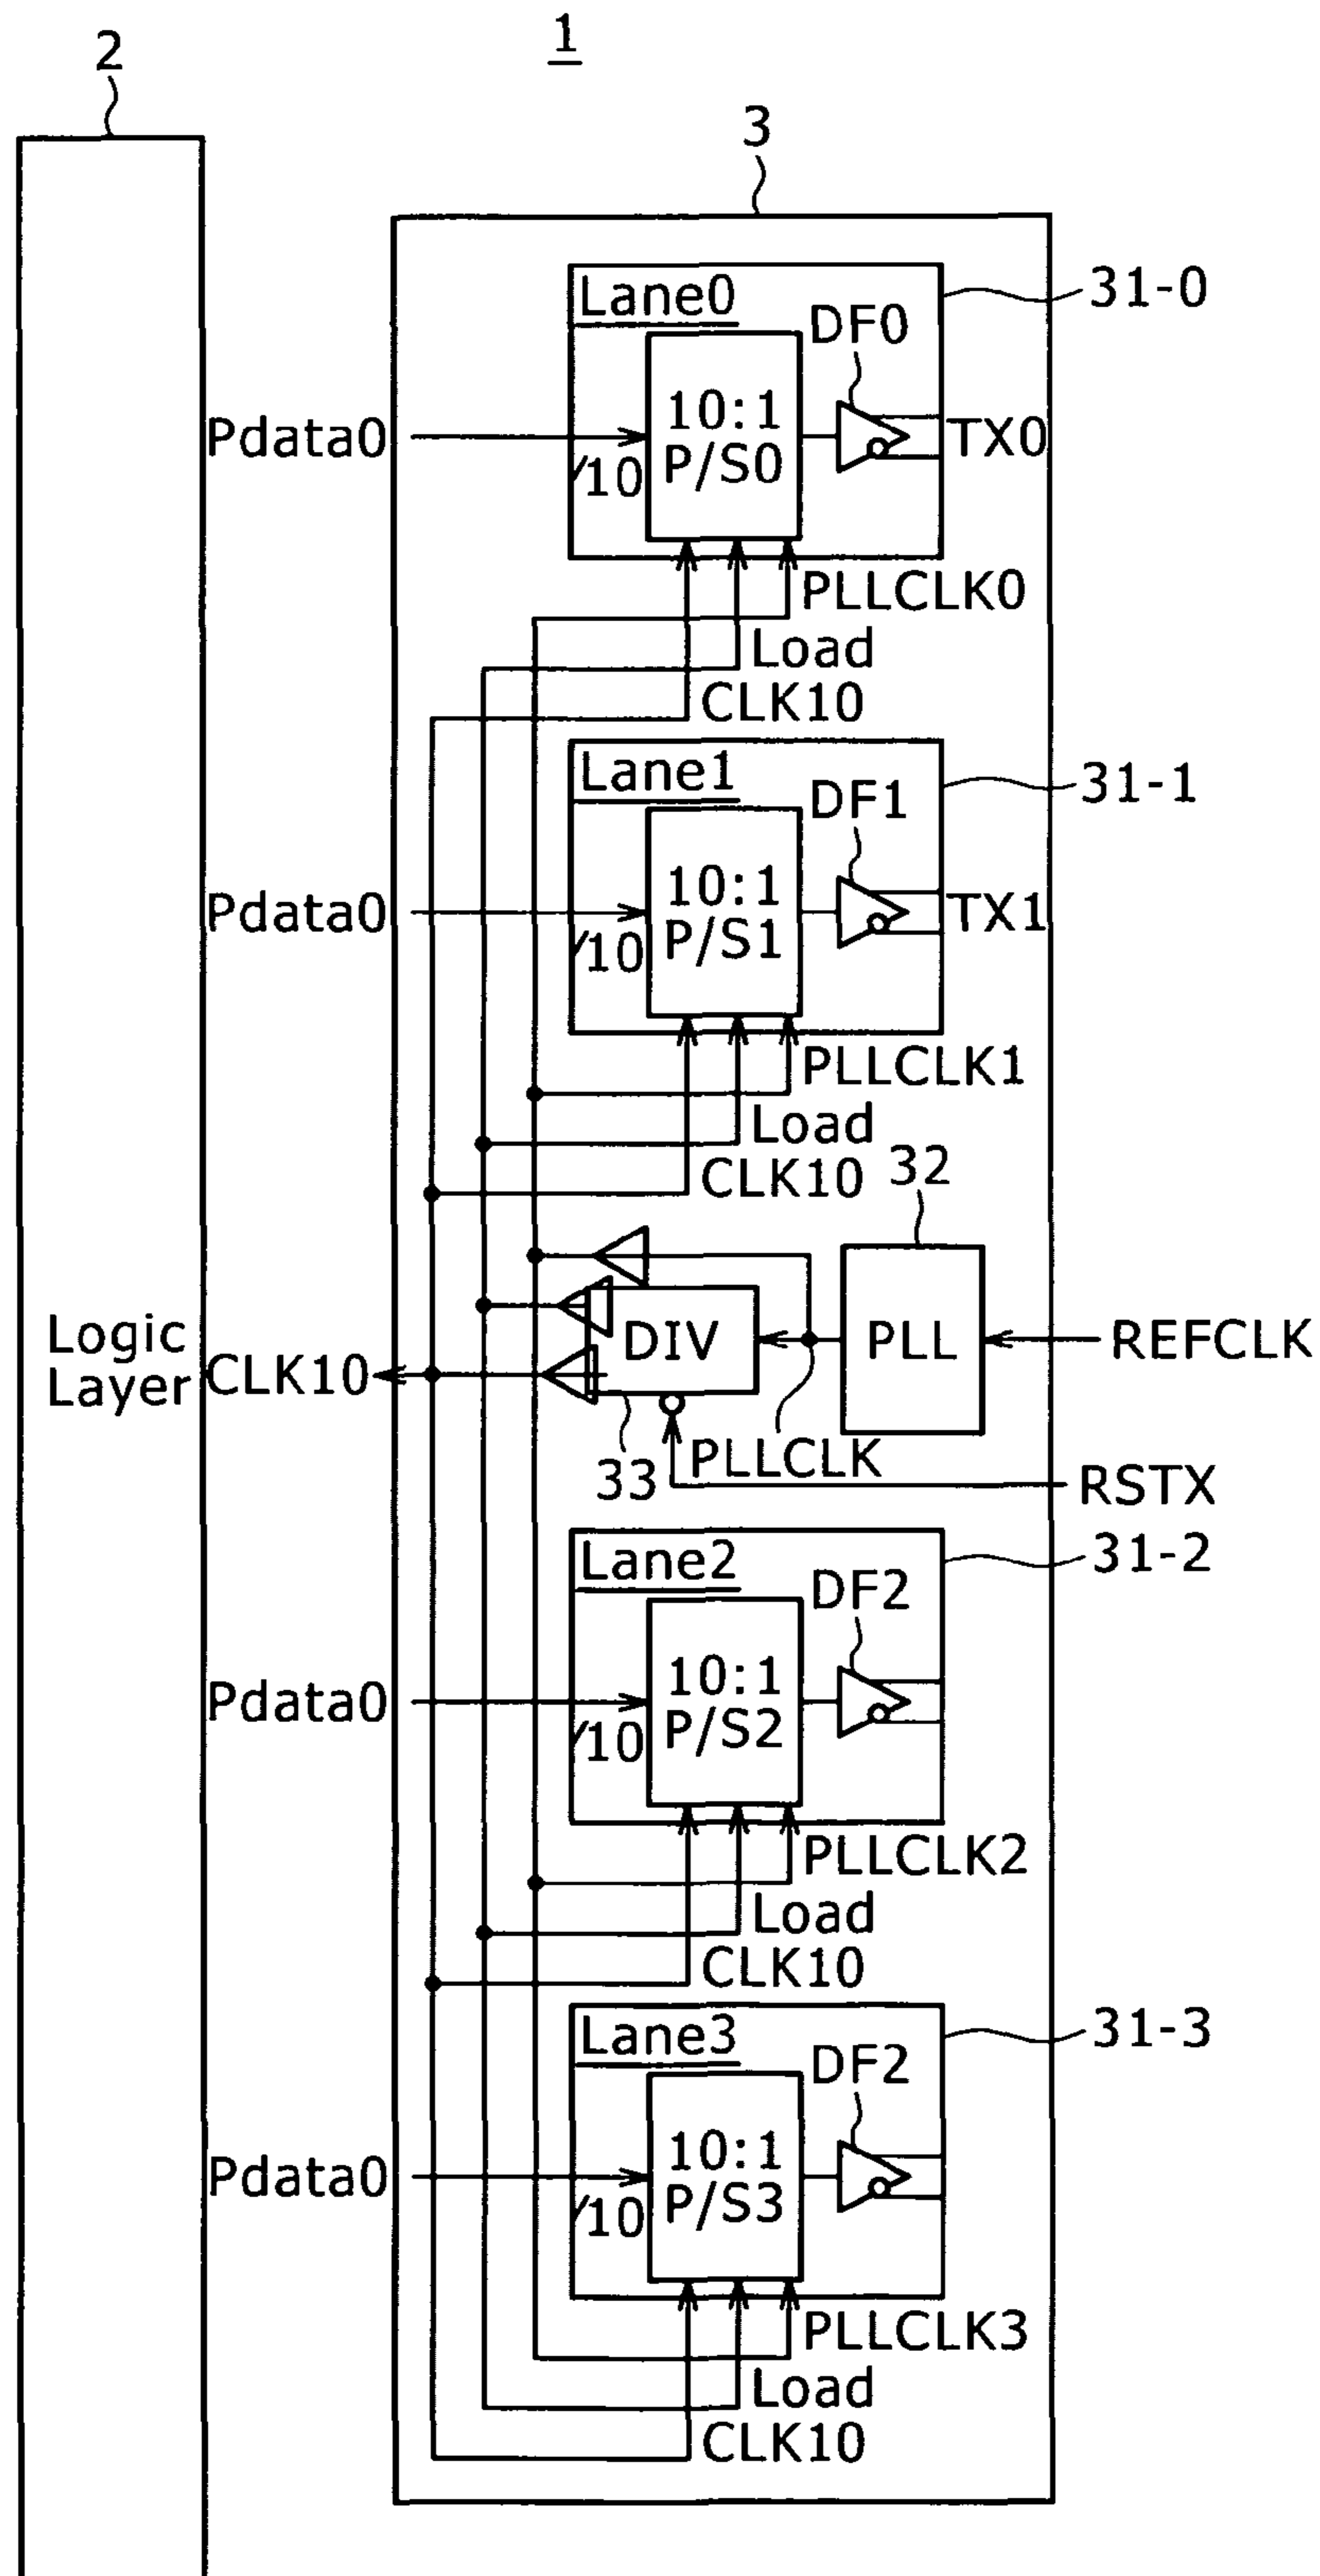 1
2
3
Lane0
31-0
DF0
10:1
P/S0
Pdata0
10
TX0
PLLCLK0
Load
CLK10
Lane1
31-1
DF1
10:1
P/S1
Pdata0
10
TX1
PLLCLK1
Load
CLK10
32
Logic
Layer
CLK10
DIV
PLL
REFCLK
33
PLLCLK
RSTX
Lane2
31-2
DF2
10:1
P/S2
Pdata0
10
PLLCLK2
Load
CLK10
Lane3
31-3
DF2
10:1
P/S3
Pdata0
10
PLLCLK3
Load
CLK10